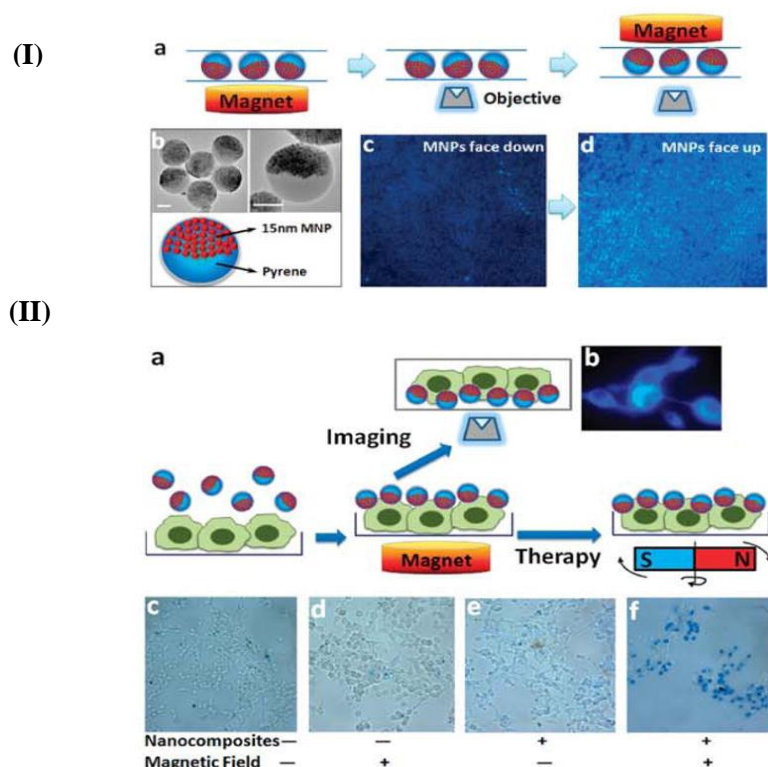 (I)
a
Magnet
Objective
Magnet
b
15nm MNP
Pyrene
c
MNPs face down
d
MNPs face up
(II)
a
Imaging
b
Magnet
Therapy
S
N
c
d
e
f
Nanocomposites — — + +
Magnetic Field — + — +